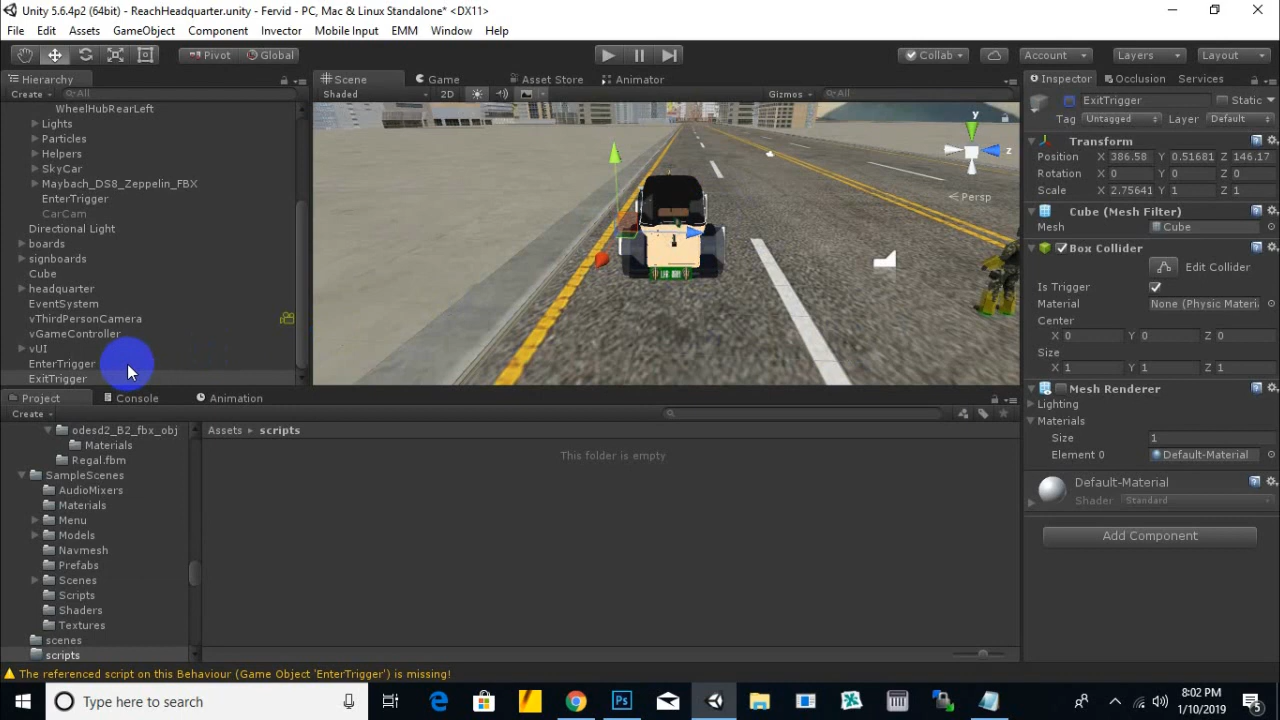 Unity 5.6.4p2 (64bit) - ReachHeadquarter.unity - Fervid - PC, Mac & Linux Standalone* <DX11>
File Edit Assets GameObject Component Invector Mobile Input EMM Window Help
Pivot Global Collab Account Layers Layout
Hierarchy Scene Game Asset Store Animator Inspector Occlusion Services
Create All Shaded 2D Gizmos All
ExitTrigger Static
Tag Untagged Layer Default
WheelHubRearLeft
Lights
Particles
Helpers
SkyCar
Maybach_DS8_Zeppelin_FBX
EnterTrigger
CarCam
Directional Light
boards
signboards
Cube
headquarter
EventSystem
vThirdPersonCamera
vGameController
vUI
EnterTrigger
ExitTrigger
y
z
Persp
Transform
Position X 386.58 Y 0.51681 Z 146.17
Rotation X 0 Y 0 Z 0
Scale X 2.75641 Y 1 Z 1
Cube (Mesh Filter)
Mesh Cube
Box Collider
Edit Collider
Is Trigger
Material None (Physic Materi
Center
X 0 Y 0 Z 0
Size
X 1 Y 1 Z 1
Mesh Renderer
Lighting
Materials
Size 1
Element 0 Default-Material
Default-Material
Shader Standard
Add Component
Project Console Animation
Create
odesd2_B2_fbx_obj
Materials
Regal.fbm
SampleScenes
AudioMixers
Materials
Menu
Models
Navmesh
Prefabs
Scenes
Scripts
Shaders
Textures
scenes
scripts
Assets scripts
This folder is empty
The referenced script on this Behaviour (Game Object 'EnterTrigger') is missing!
Type here to search
8:02 PM
1/10/2019
5